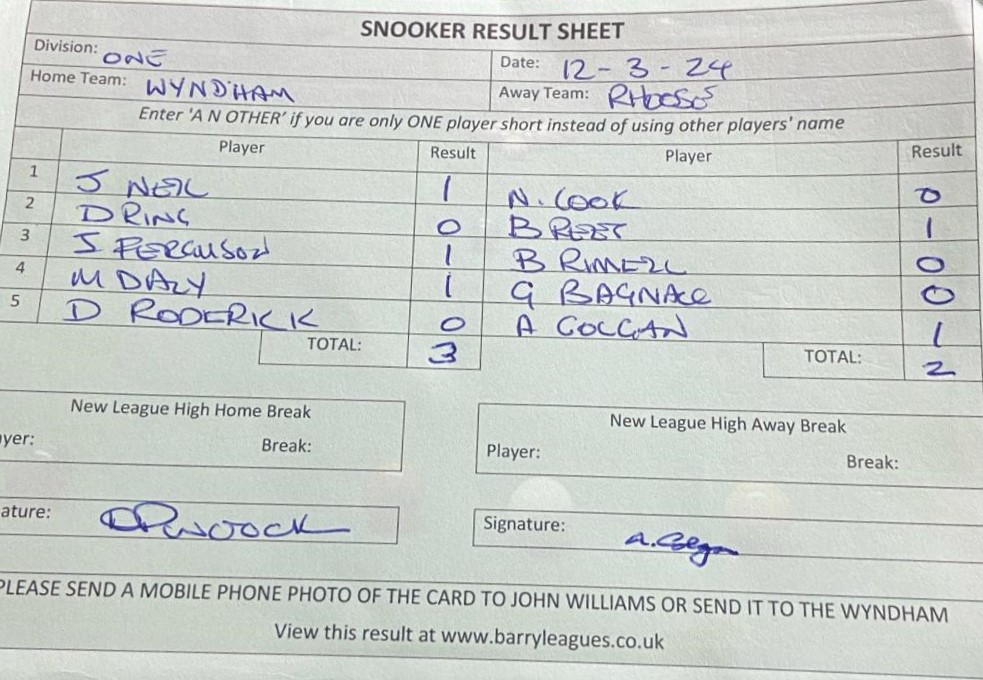 SNOOKER RESULT SHEET
Division: ONE Date: 12-3-24
Home Team: WYNDHAM Away Team: RHOOSE
Enter 'A N OTHER' if you are only ONE player short instead of using other players' name
Player Result Player Result
1 J NEIL 1 N. COOK 0
2 D RING 0 B REET 1
3 J FERGUSON 1 B RIMELL 0
4 M DALY 1 G BAGNALL 0
5 D RODERICK 0 A GOGGAN 1
TOTAL: 3 TOTAL: 2
New League High Home Break New League High Away Break
yer: Break: Player: Break:
ature: Signature:
PLEASE SEND A MOBILE PHONE PHOTO OF THE CARD TO JOHN WILLIAMS OR SEND IT TO THE WYNDHAM
View this result at www.barryleagues.co.uk